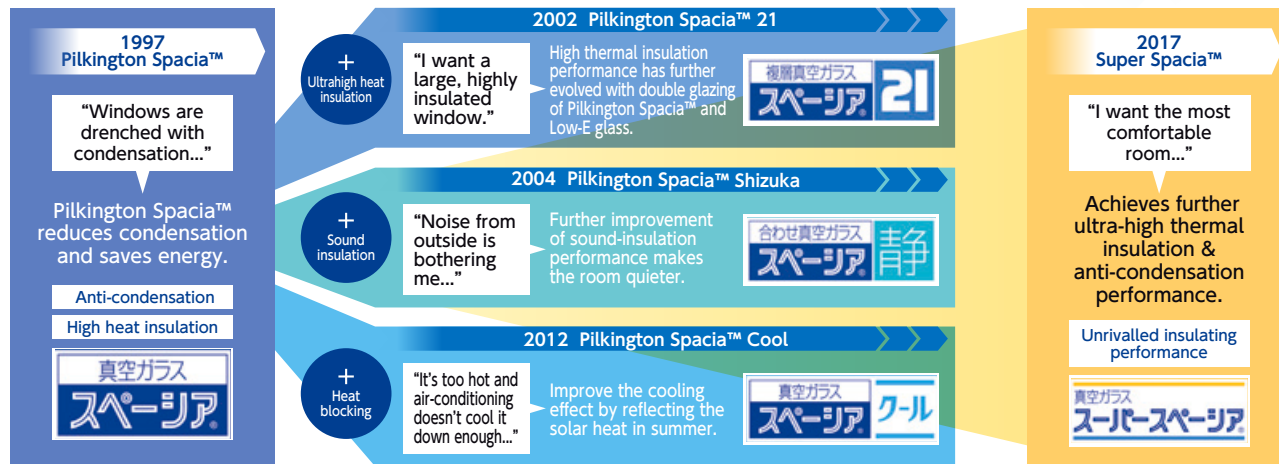 1997
Pilkington Spacia™
“Windows are
drenched with
condensation...”
Pilkington Spacia™
reduces condensation
and saves energy.
Anti-condensation
High heat insulation
真空ガラス
スペーシア®
2002 Pilkington Spacia™ 21
+
Ultrahigh heat
insulation
“I want a
large, highly
insulated
window.”
High thermal insulation
performance has further
evolved with double glazing
of Pilkington Spacia™ and
Low-E glass.
複層真空ガラス
スペーシア®
21
2004 Pilkington Spacia™ Shizuka
+
Sound
insulation
“Noise from
outside is
bothering
me...”
Further improvement
of sound-insulation
performance makes
the room quieter.
合わせ真空ガラス
スペーシア®
静
2012 Pilkington Spacia™ Cool
+
Heat
blocking
“It's too hot and
air-conditioning
doesn't cool it
down enough...”
Improve the cooling
effect by reflecting the
solar heat in summer.
真空ガラス
スペーシア®
クール
2017
Super Spacia™
“I want the most
comfortable
room...”
Achieves further
ultra-high thermal
insulation &
anti-condensation
performance.
Unrivalled insulating
performance
真空ガラス
スーパースペーシア®